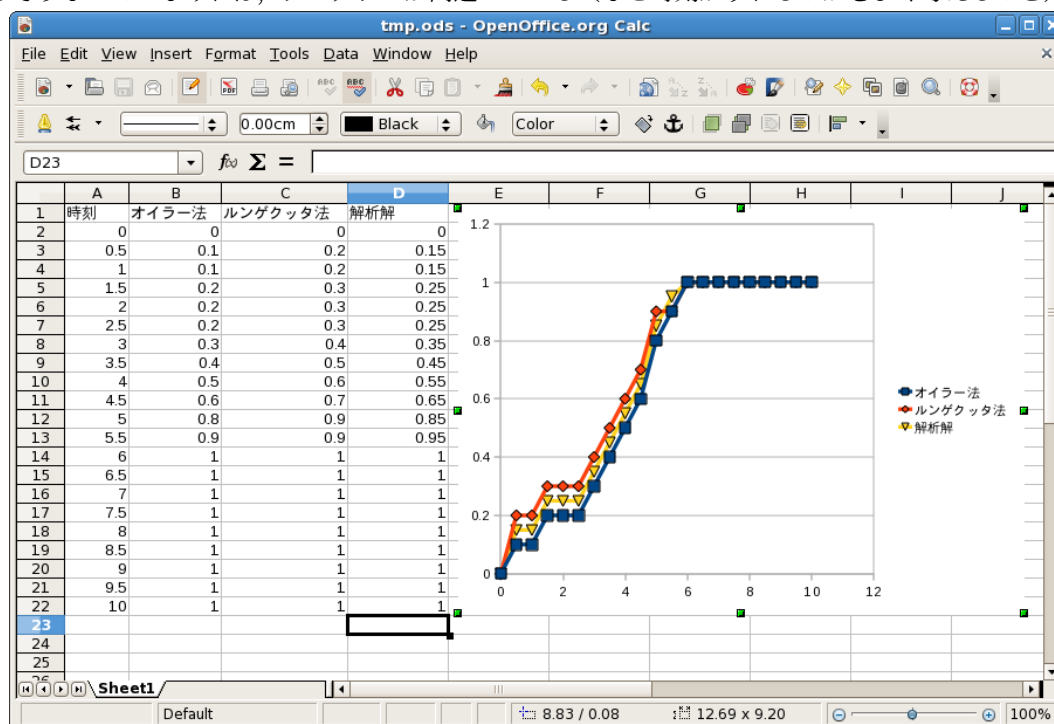 tmp.ods - OpenOffice.org Calc
File Edit View Insert Format Tools Data Window Help
0.00cm Black Color
D23
A B C D E F G H I J
1 時刻 オイラー法 ルンゲクッタ法 解析解
2 0 0 0 0
3 0.5 0.1 0.2 0.15
4 1 0.1 0.2 0.15
5 1.5 0.2 0.3 0.25
6 2 0.2 0.3 0.25
7 2.5 0.2 0.3 0.25
8 3 0.3 0.4 0.35
9 3.5 0.4 0.5 0.45
10 4 0.5 0.6 0.55
11 4.5 0.6 0.7 0.65
12 5 0.8 0.9 0.85
13 5.5 0.9 0.9 0.95
14 6 1 1 1
15 6.5 1 1 1
16 7 1 1 1
17 7.5 1 1 1
18 8 1 1 1
19 8.5 1 1 1
20 9 1 1 1
21 9.5 1 1 1
22 10 1 1 1
23
24
25
1.2
1
0.8
0.6
0.4
0.2
0
0 2 4 6 8 10 12
オイラー法
ルンゲクッタ法
解析解
Sheet1
Default 8.83 / 0.08 12.69 x 9.20 100%